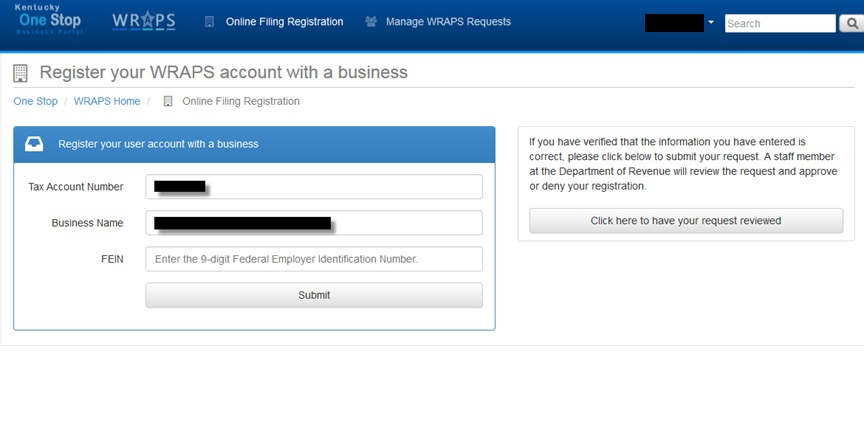 Kentucky
One Stop
Business Portal
WRAPS
Online Filing Registration
Manage WRAPS Requests
Search
Register your WRAPS account with a business
One Stop / WRAPS Home / Online Filing Registration
Register your user account with a business
Tax Account Number
Business Name
FEIN
Enter the 9-digit Federal Employer Identification Number.
Submit
If you have verified that the information you have entered is
correct, please click below to submit your request. A staff member
at the Department of Revenue will review the request and approve
or deny your registration.
Click here to have your request reviewed